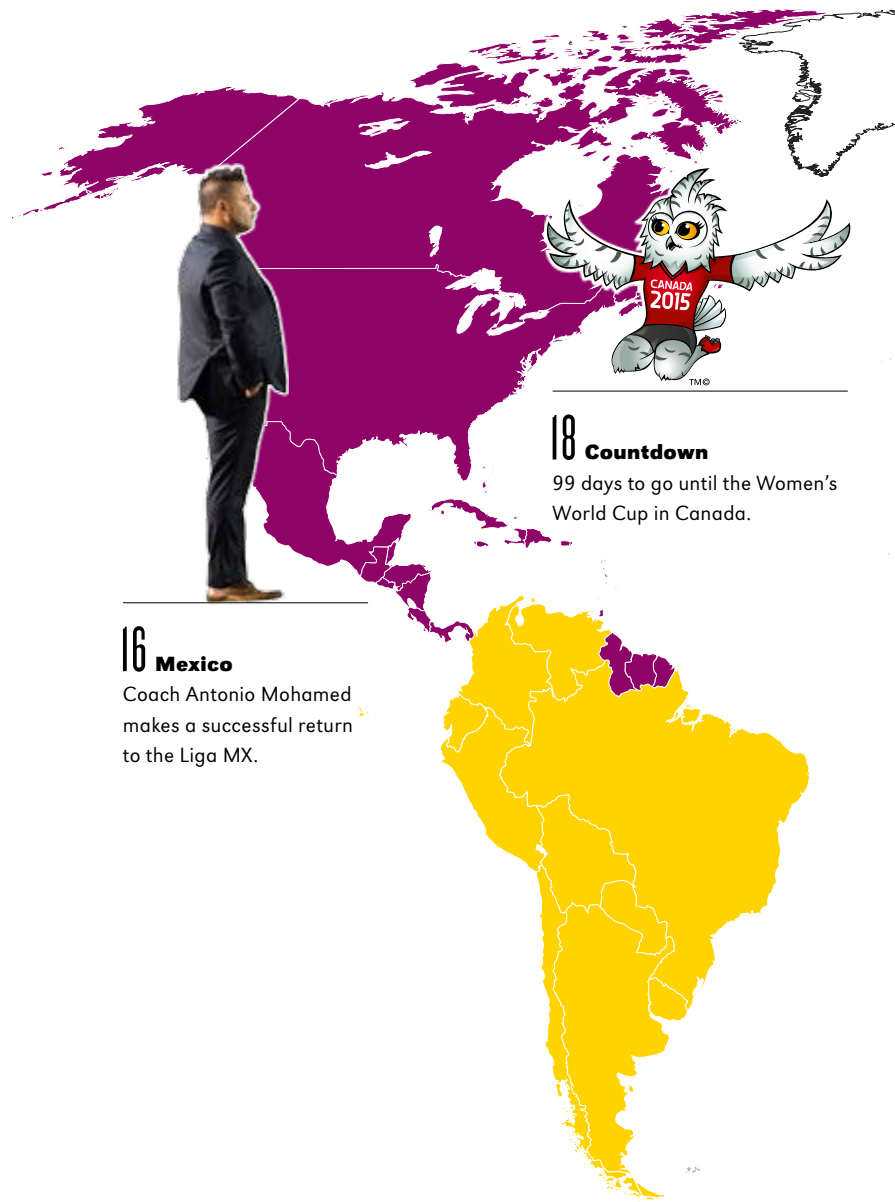 CANADA
2015
TM©
18 Countdown
99 days to go until the Women’s
World Cup in Canada.
16 Mexico
Coach Antonio Mohamed
makes a successful return
to the Liga MX.